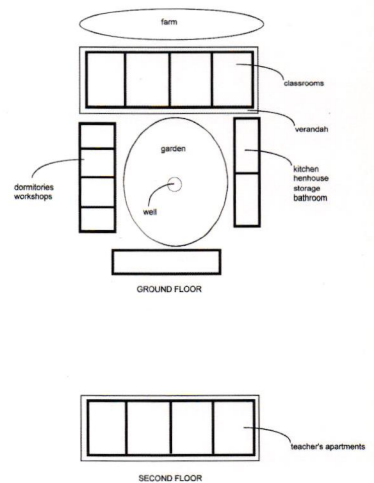 farm
classrooms
verandah
garden
kitchen
henhouse
storage
bathroom
dormitories
workshops
well
GROUND FLOOR
teacher's apartments
SECOND FLOOR